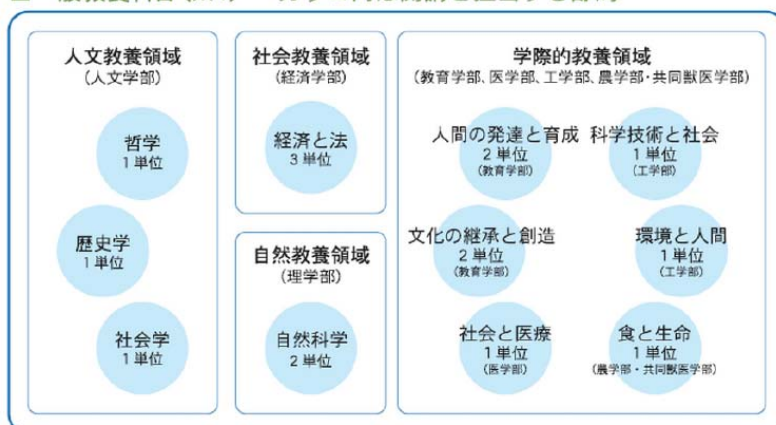 人文教養領域
(人文学部)
哲学
1単位
歴史学
1単位
社会学
1単位
社会教養領域
(経済学部)
経済と法
3単位
自然教養領域
(理学部)
自然科学
2単位
学際的教養領域
(教育学部、医学部、工学部、農学部・共同獣医学部)
人間の発達と育成
2単位
(教育学部)
科学技術と社会
1単位
(工学部)
文化の継承と創造
2単位
(教育学部)
環境と人間
1単位
(工学部)
社会と医療
1単位
(医学部)
食と生命
1単位
(農学部・共同獣医学部)